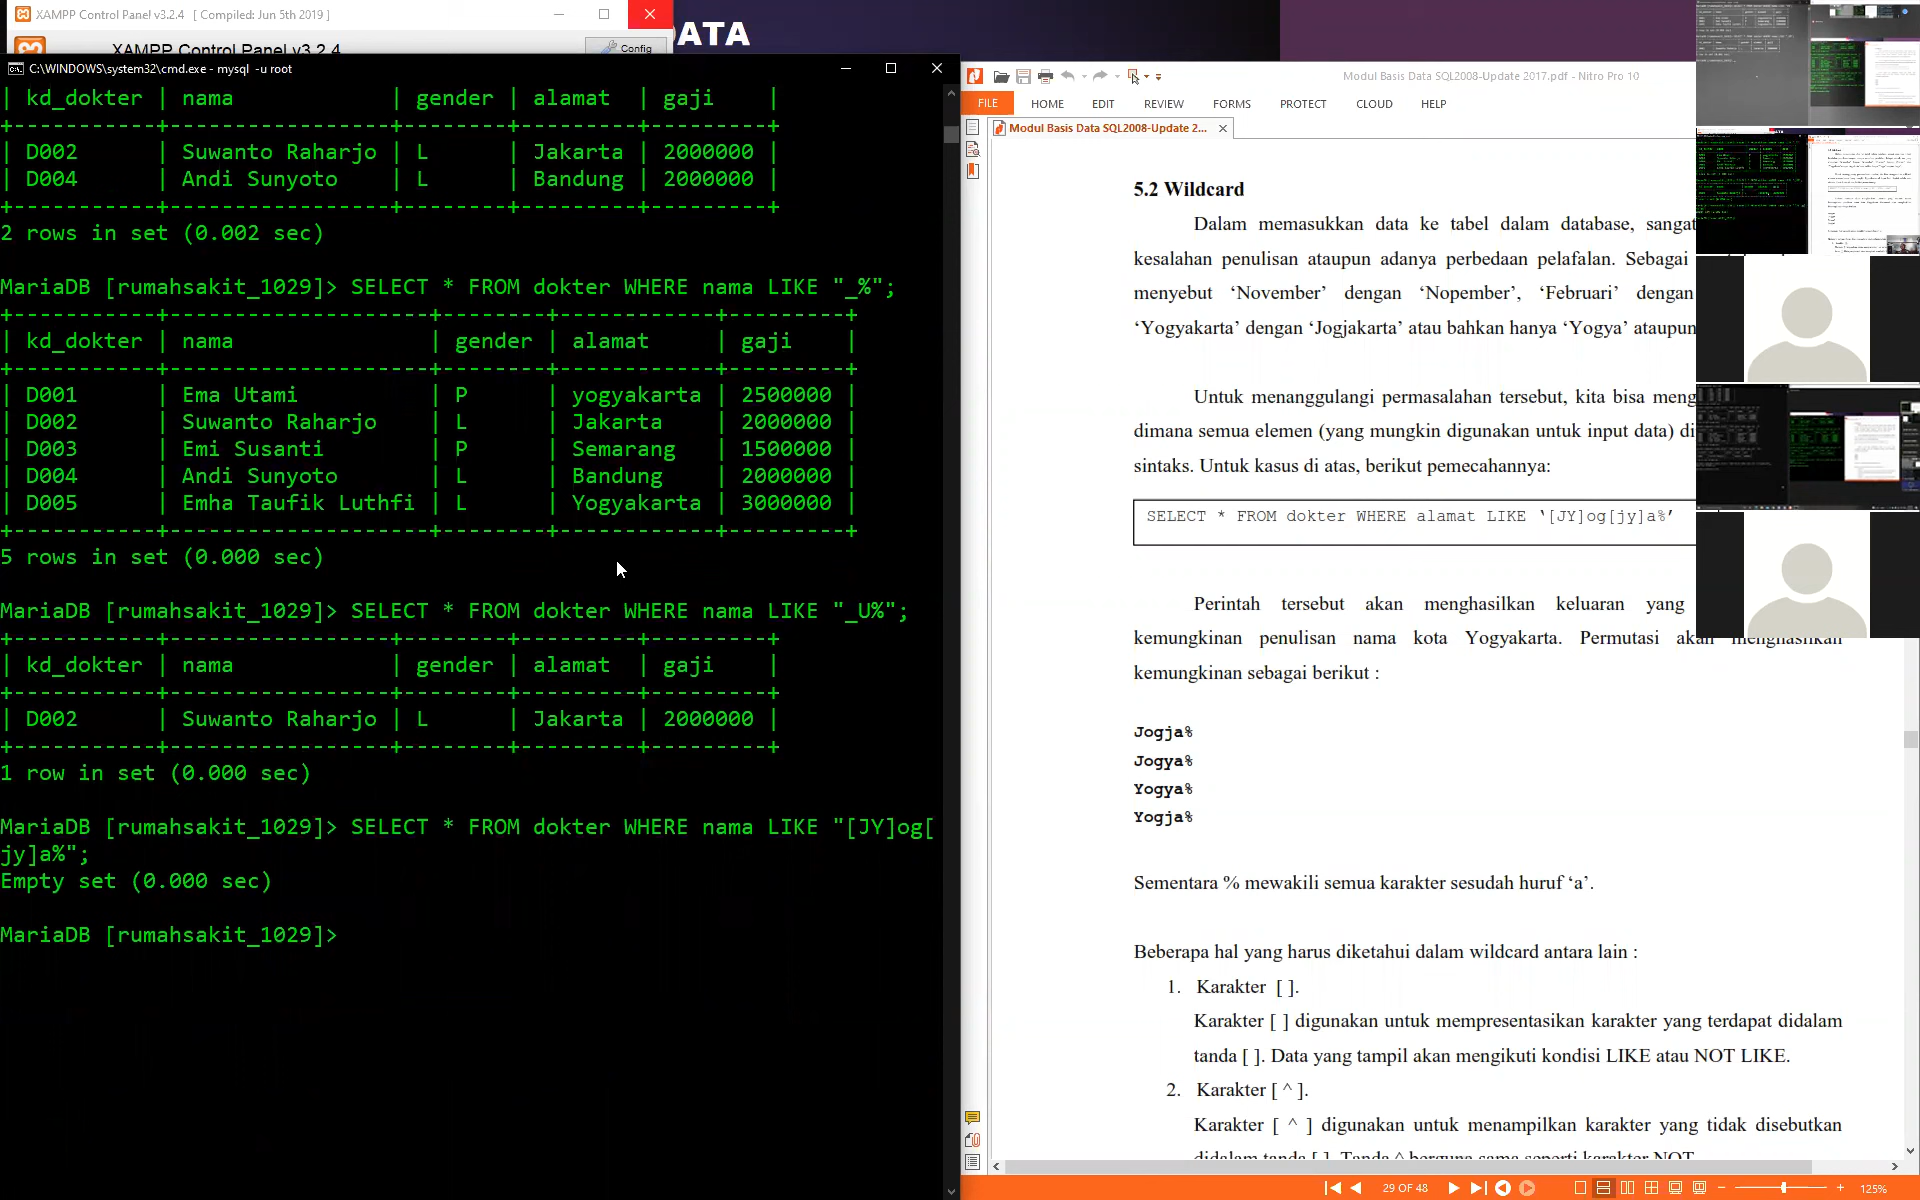 XAMPP Control Panel v3.2.4 [ Compiled: Jun 5th 2019 ]
XAMPP Control Panel v3.2.4
Config
DATA
C:\WINDOWS\system32\cmd.exe - mysql -u root
| kd_dokter | nama | gender | alamat | gaji |
| D002 | Suwanto Raharjo | L | Jakarta | 2000000 |
| D004 | Andi Sunyoto | L | Bandung | 2000000 |
2 rows in set (0.002 sec)
MariaDB [rumahsakit_1029]> SELECT * FROM dokter WHERE nama LIKE "_%";
| kd_dokter | nama | gender | alamat | gaji |
| D001 | Ema Utami | P | yogyakarta | 2500000 |
| D002 | Suwanto Raharjo | L | Jakarta | 2000000 |
| D003 | Emi Susanti | P | Semarang | 1500000 |
| D004 | Andi Sunyoto | L | Bandung | 2000000 |
| D005 | Emha Taufik Luthfi | L | Yogyakarta | 3000000 |
5 rows in set (0.000 sec)
MariaDB [rumahsakit_1029]> SELECT * FROM dokter WHERE nama LIKE "_U%";
| kd_dokter | nama | gender | alamat | gaji |
| D002 | Suwanto Raharjo | L | Jakarta | 2000000 |
1 row in set (0.000 sec)
MariaDB [rumahsakit_1029]> SELECT * FROM dokter WHERE nama LIKE "[JY]og[
jy]a%";
Empty set (0.000 sec)
MariaDB [rumahsakit_1029]>
Modul Basis Data SQL2008-Update 2017.pdf - Nitro Pro 10
FILE HOME EDIT REVIEW FORMS PROTECT CLOUD HELP
Modul Basis Data SQL2008-Update 2...
5.2 Wildcard
Dalam memasukkan data ke tabel dalam database, sangat
kesalahan penulisan ataupun adanya perbedaan pelafalan. Sebagai
menyebut ‘November’ dengan ‘Nopember’, ‘Februari’ dengan
‘Yogyakarta’ dengan ‘Jogjakarta’ atau bahkan hanya ‘Yogya’ ataupun
Untuk menanggulangi permasalahan tersebut, kita bisa meng
dimana semua elemen (yang mungkin digunakan untuk input data) di
sintaks. Untuk kasus di atas, berikut pemecahannya:
SELECT * FROM dokter WHERE alamat LIKE ‘[JY]og[jy]a%’
Perintah tersebut akan menghasilkan keluaran yang
kemungkinan penulisan nama kota Yogyakarta. Permutasi akan menghasilkan
kemungkinan sebagai berikut :
Jogja%
Jogya%
Yogya%
Yogja%
Sementara % mewakili semua karakter sesudah huruf ‘a’.
Beberapa hal yang harus diketahui dalam wildcard antara lain :
1. Karakter [ ].
Karakter [ ] digunakan untuk mempresentasikan karakter yang terdapat didalam
tanda [ ]. Data yang tampil akan mengikuti kondisi LIKE atau NOT LIKE.
2. Karakter [ ^ ].
Karakter [ ^ ] digunakan untuk menampilkan karakter yang tidak disebutkan
didalam tanda [ ]. Tanda ^ berguna sama seperti karakter NOT
29 OF 48
125%